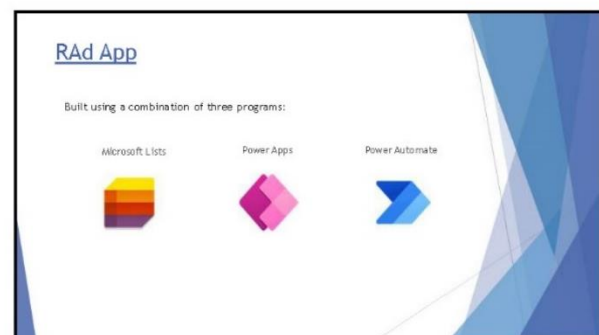 RAd App
Built using a combination of three programs:
Microsoft Lists
Power Apps
Power Automate